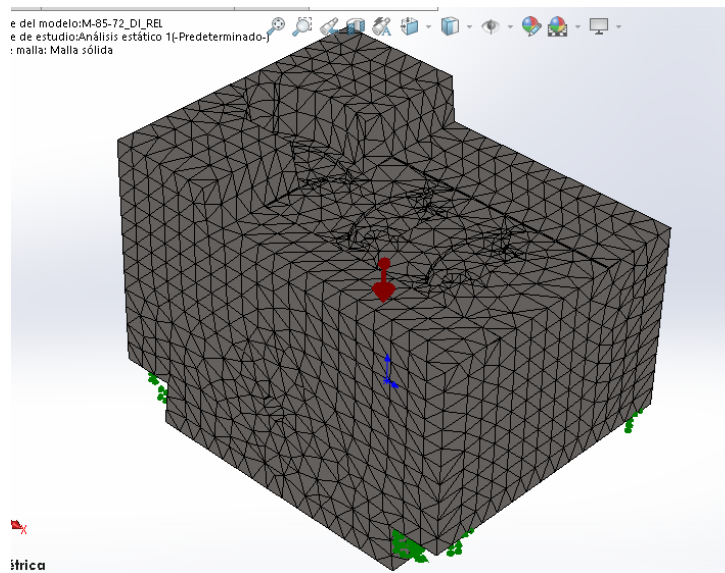 e del modelo:M-85-72_DI_REL
e de estudio:Análisis estático 1(-Predeterminado-)
malla: Malla sólida
X
étrica